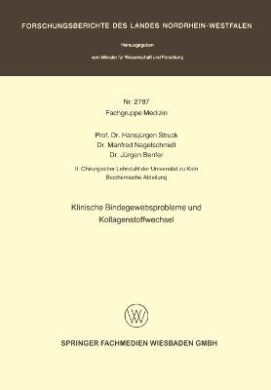 FORSCHUNGSBERICHTE DES LANDES NORDRHEIN-WESTFALEN
Herausgegeben
vom Minister für Wissenschaft und Forschung
Nr. 2797
Fachgruppe Medizin
Prof. Dr. Hansjürgen Struck
Dr. Manfred Nagelschmidt
Dr. Jürgen Benfer
II. Chirurgischer Lehrstuhl der Universität zu Köln
Biochemische Abteilung
Klinische Bindegewebsprobleme und
Kollagenstoffwechsel
SPRINGER FACHMEDIEN WIESBADEN GMBH